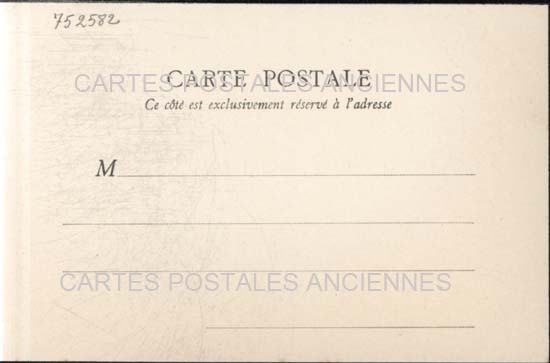 752582
CARTES POSTALES ANCIENNES
CARTE POSTALE
Ce côté est exclusivement réservé à l'adresse
M
CARTES POSTALES ANCIENNES